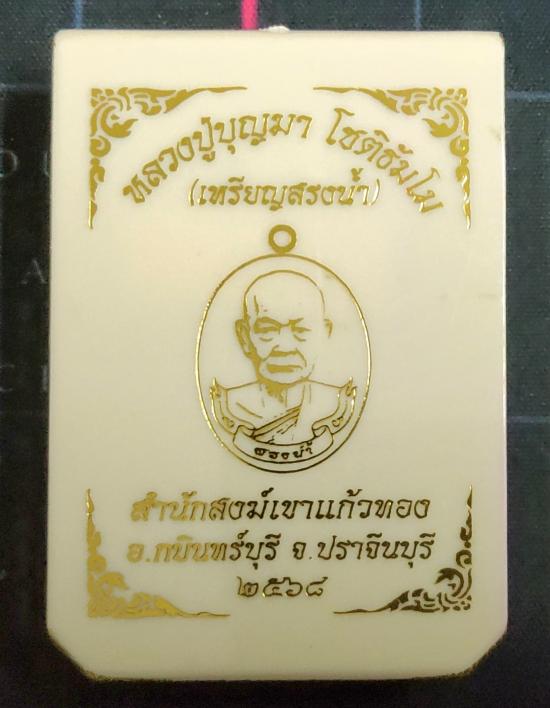 หลวงปู่บุญมา โชติธัมโม
(เหรียญสรงน้ำ)
สรงน้ำ
สำนักสงฆ์เขาแก้วทอง
อ.กบินทร์บุรี จ.ปราจีนบุรี
๒๕๖๘